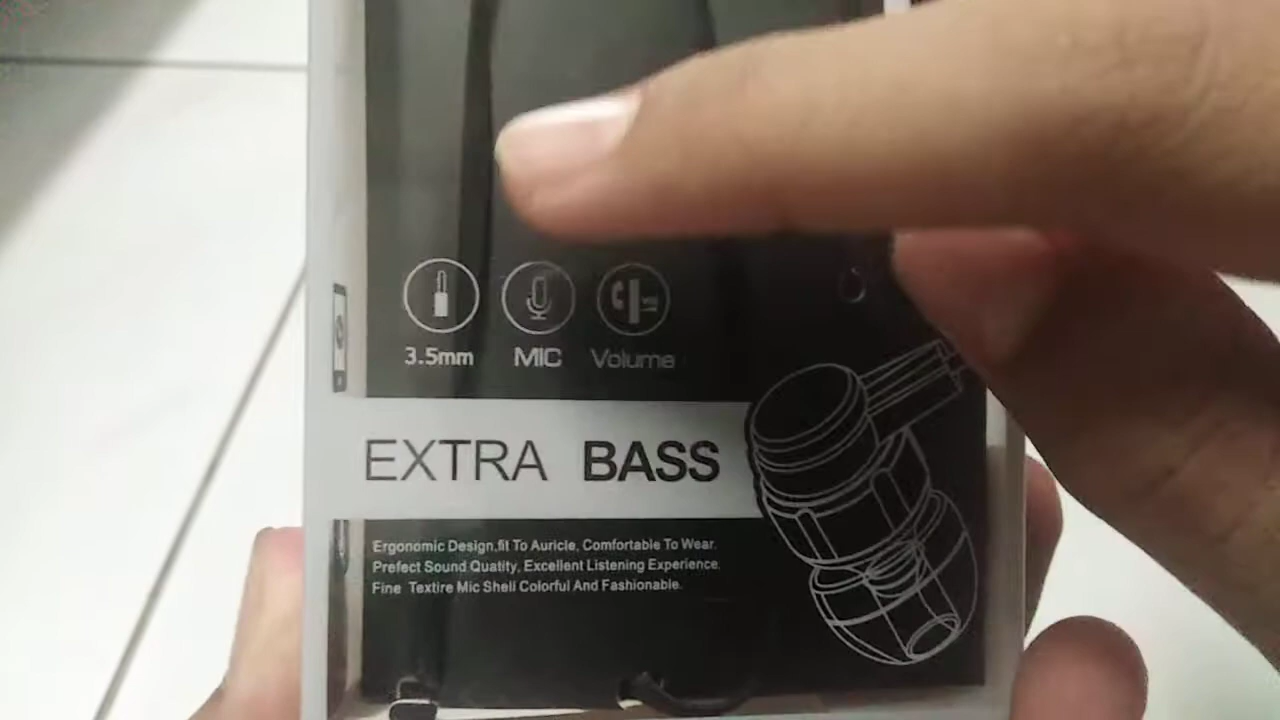 3.5mm MIC Volume
EXTRA BASS
Ergonomic Design,fit To Auricle, Comfortable To Wear.
Prefect Sound Quatity, Excellent Listening Experience.
Fine Textire Mic Shell Colorful And Fashionable.